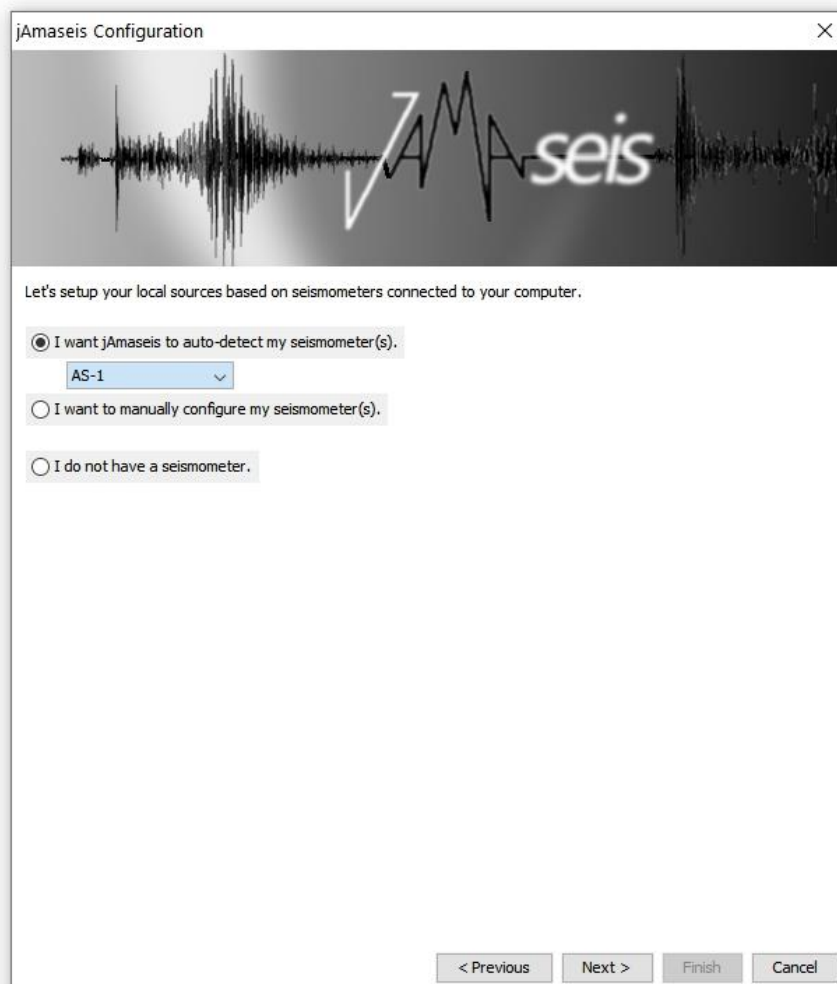 jAmaseis Configuration
jAMAseis
Let's setup your local sources based on seismometers connected to your computer.
I want jAmaseis to auto-detect my seismometer(s).
AS-1
I want to manually configure my seismometer(s).
I do not have a seismometer.
< Previous
Next >
Finish
Cancel